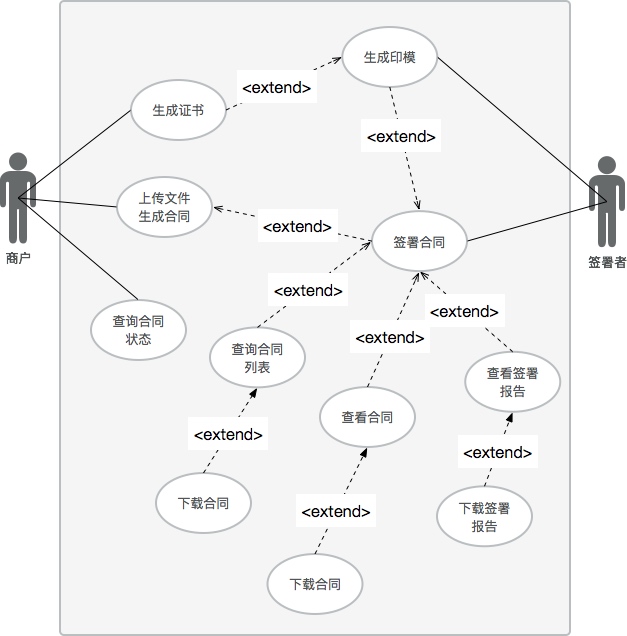 生成印模
<extend>
生成证书
<extend>
上传文件
生成合同
<extend>
签署合同
商户
签署者
<extend>
<extend>
查询合同
状态
<extend>
查询合同
列表
查看签署
报告
查看合同
<extend>
<extend>
下载合同
<extend>
下载签署
报告
下载合同